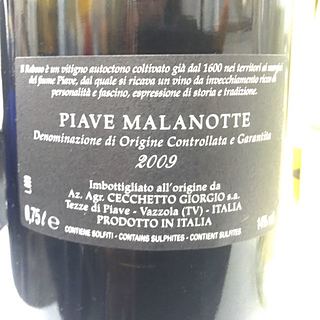 Il Raboso è un vitigno autoctono coltivato già dal 1600 nei territori ai margini
del fiume Piave, dal quale si ricava un vino da invecchiamento ricco di
personalità e fascino, espressione di storia e tradizione.
PIAVE MALANOTTE
Denominazione di Origine Controllata e Garantita
2009
Imbottigliato all'origine da
Az. Agr. CECCHETTO GIORGIO s.a.
Tezze di Piave - Vazzola (TV) - ITALIA
PRODOTTO IN ITALIA
0,75 l e
CONTIENE SOLFITI - CONTAINS SULPHITES - CONTIENT SULFITES